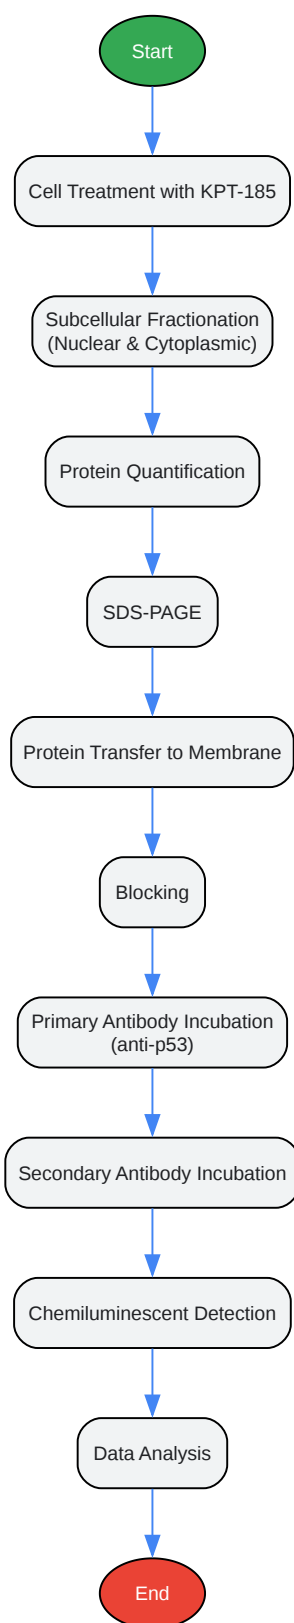 Start
Cell Treatment with KPT-185
Subcellular Fractionation
(Nuclear & Cytoplasmic)
Protein Quantification
SDS-PAGE
Protein Transfer to Membrane
Blocking
Primary Antibody Incubation
(anti-p53)
Secondary Antibody Incubation
Chemiluminescent Detection
Data Analysis
End